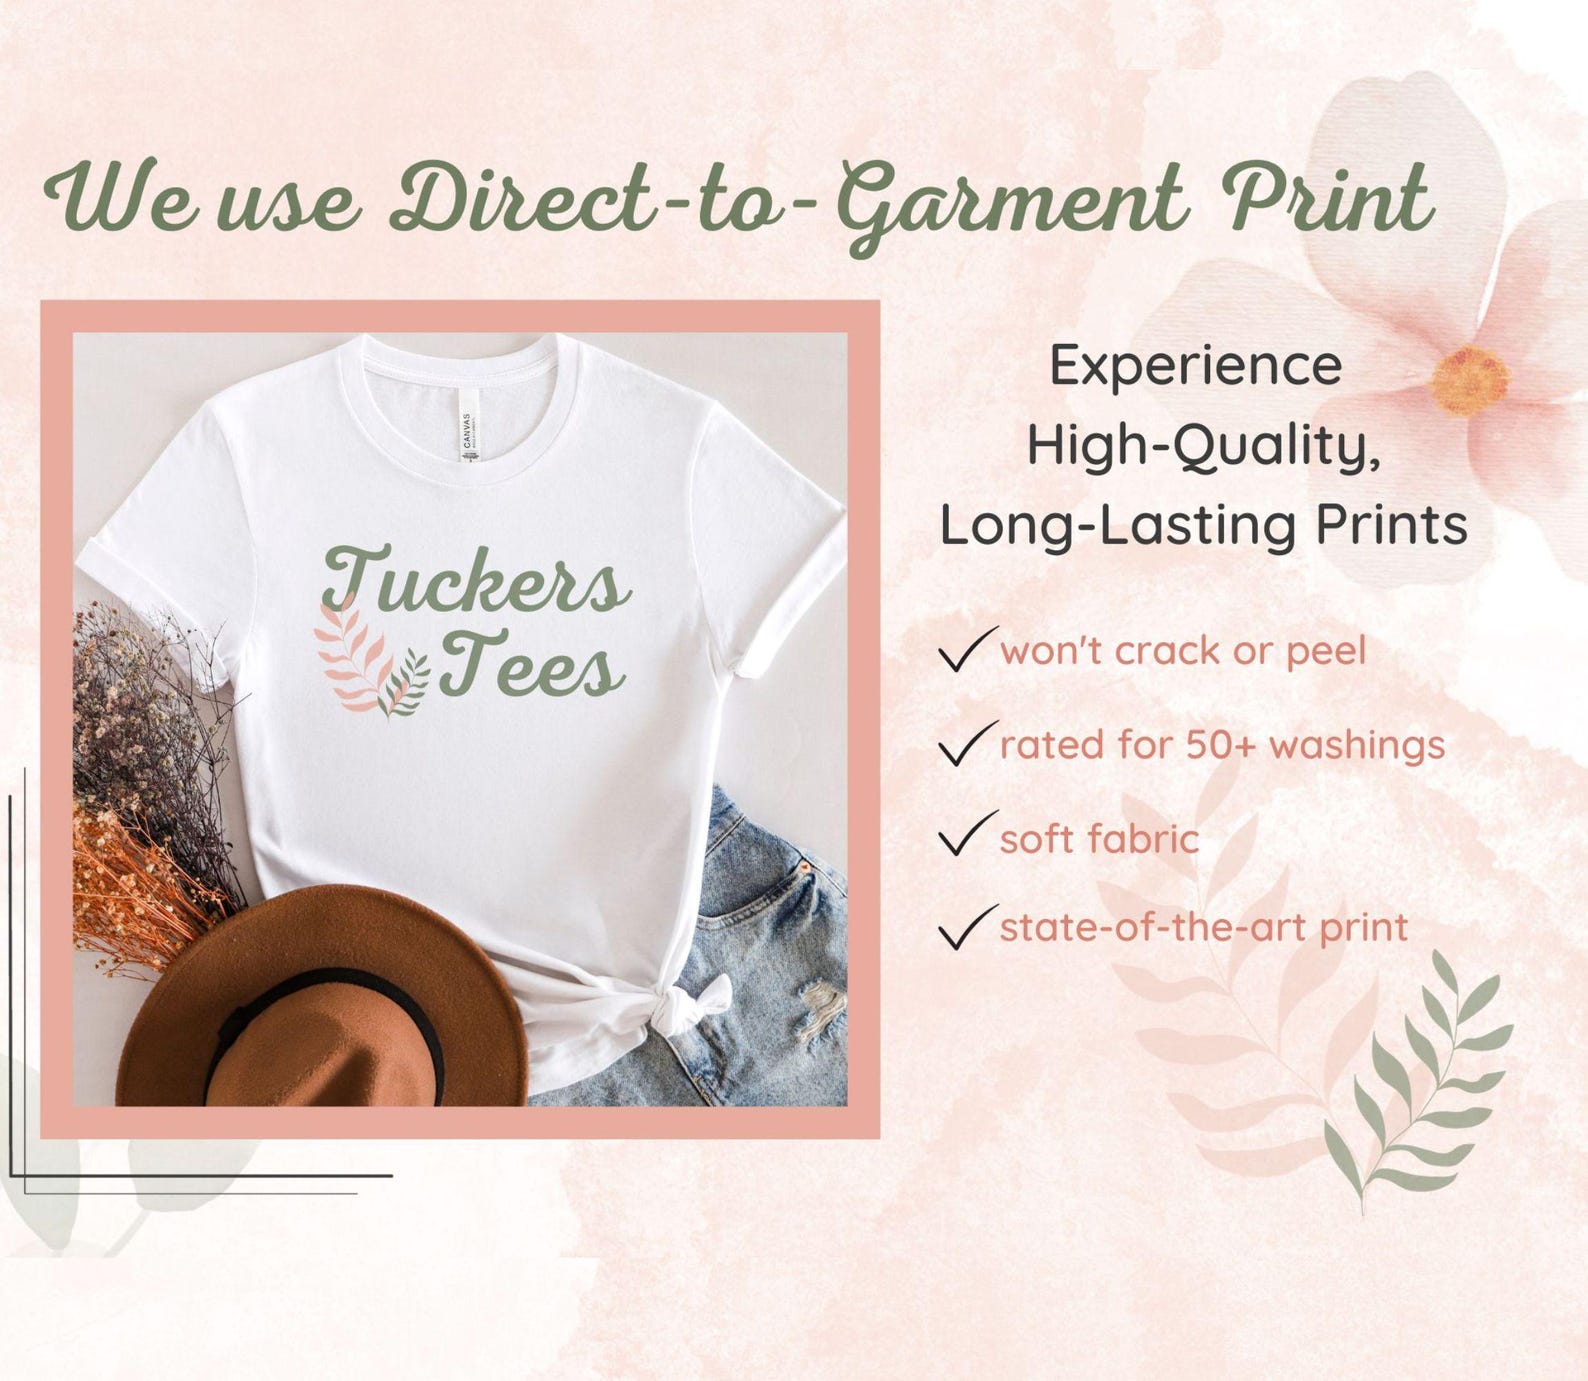 We use Direct-to-Garment Print
CANVAS
Tuckers
Tees
Experience
High-Quality,
Long-Lasting Prints
won't crack or peel
rated for 50+ washings
soft fabric
state-of-the-art print